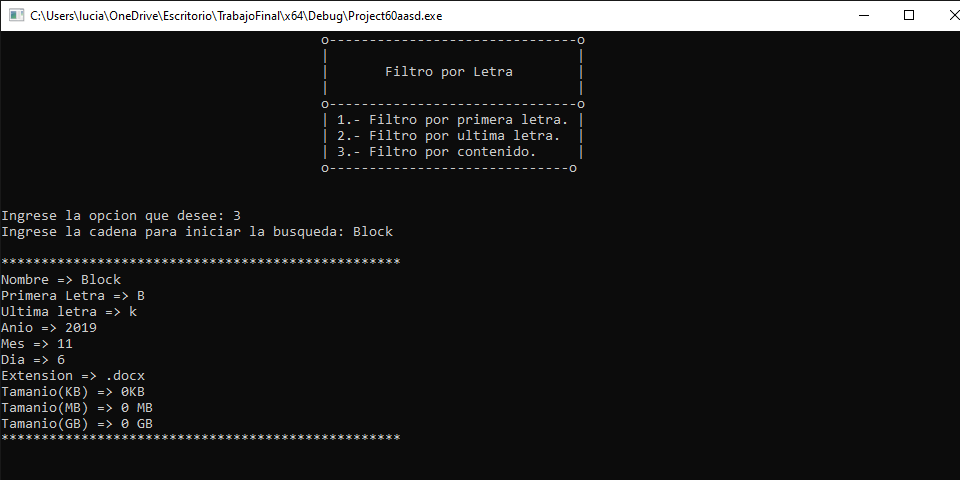 C:\Users\lucia\OneDrive\Escritorio\TrabajoFinal\x64\Debug\Project60aasd.exe
o-------------------------------o
|                               |
|       Filtro por Letra        |
|                               |
o-------------------------------o
| 1.- Filtro por primera letra. |
| 2.- Filtro por ultima letra.  |
| 3.- Filtro por contenido.     |
o------------------------------o
Ingrese la opcion que desee: 3
Ingrese la cadena para iniciar la busqueda: Block
**************************************************
Nombre => Block
Primera Letra => B
Ultima letra => k
Anio => 2019
Mes => 11
Dia => 6
Extension => .docx
Tamanio(KB) => 0KB
Tamanio(MB) => 0 MB
Tamanio(GB) => 0 GB
**************************************************